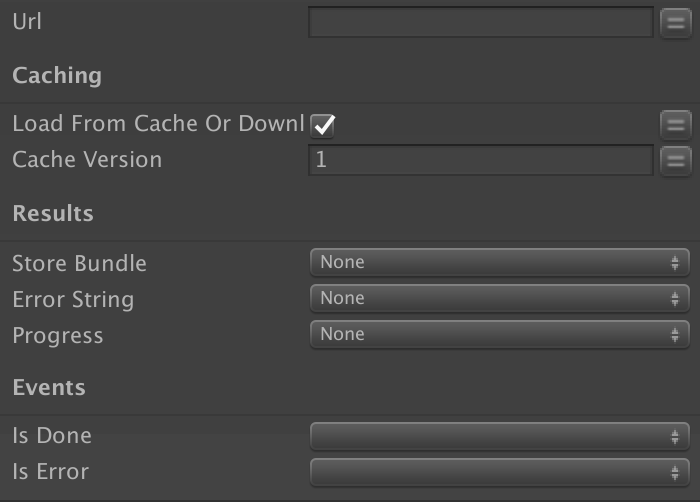 Url
Caching
Load From Cache Or Downl
Cache Version 1
Results
Store Bundle None
Error String None
Progress None
Events
Is Done
Is Error